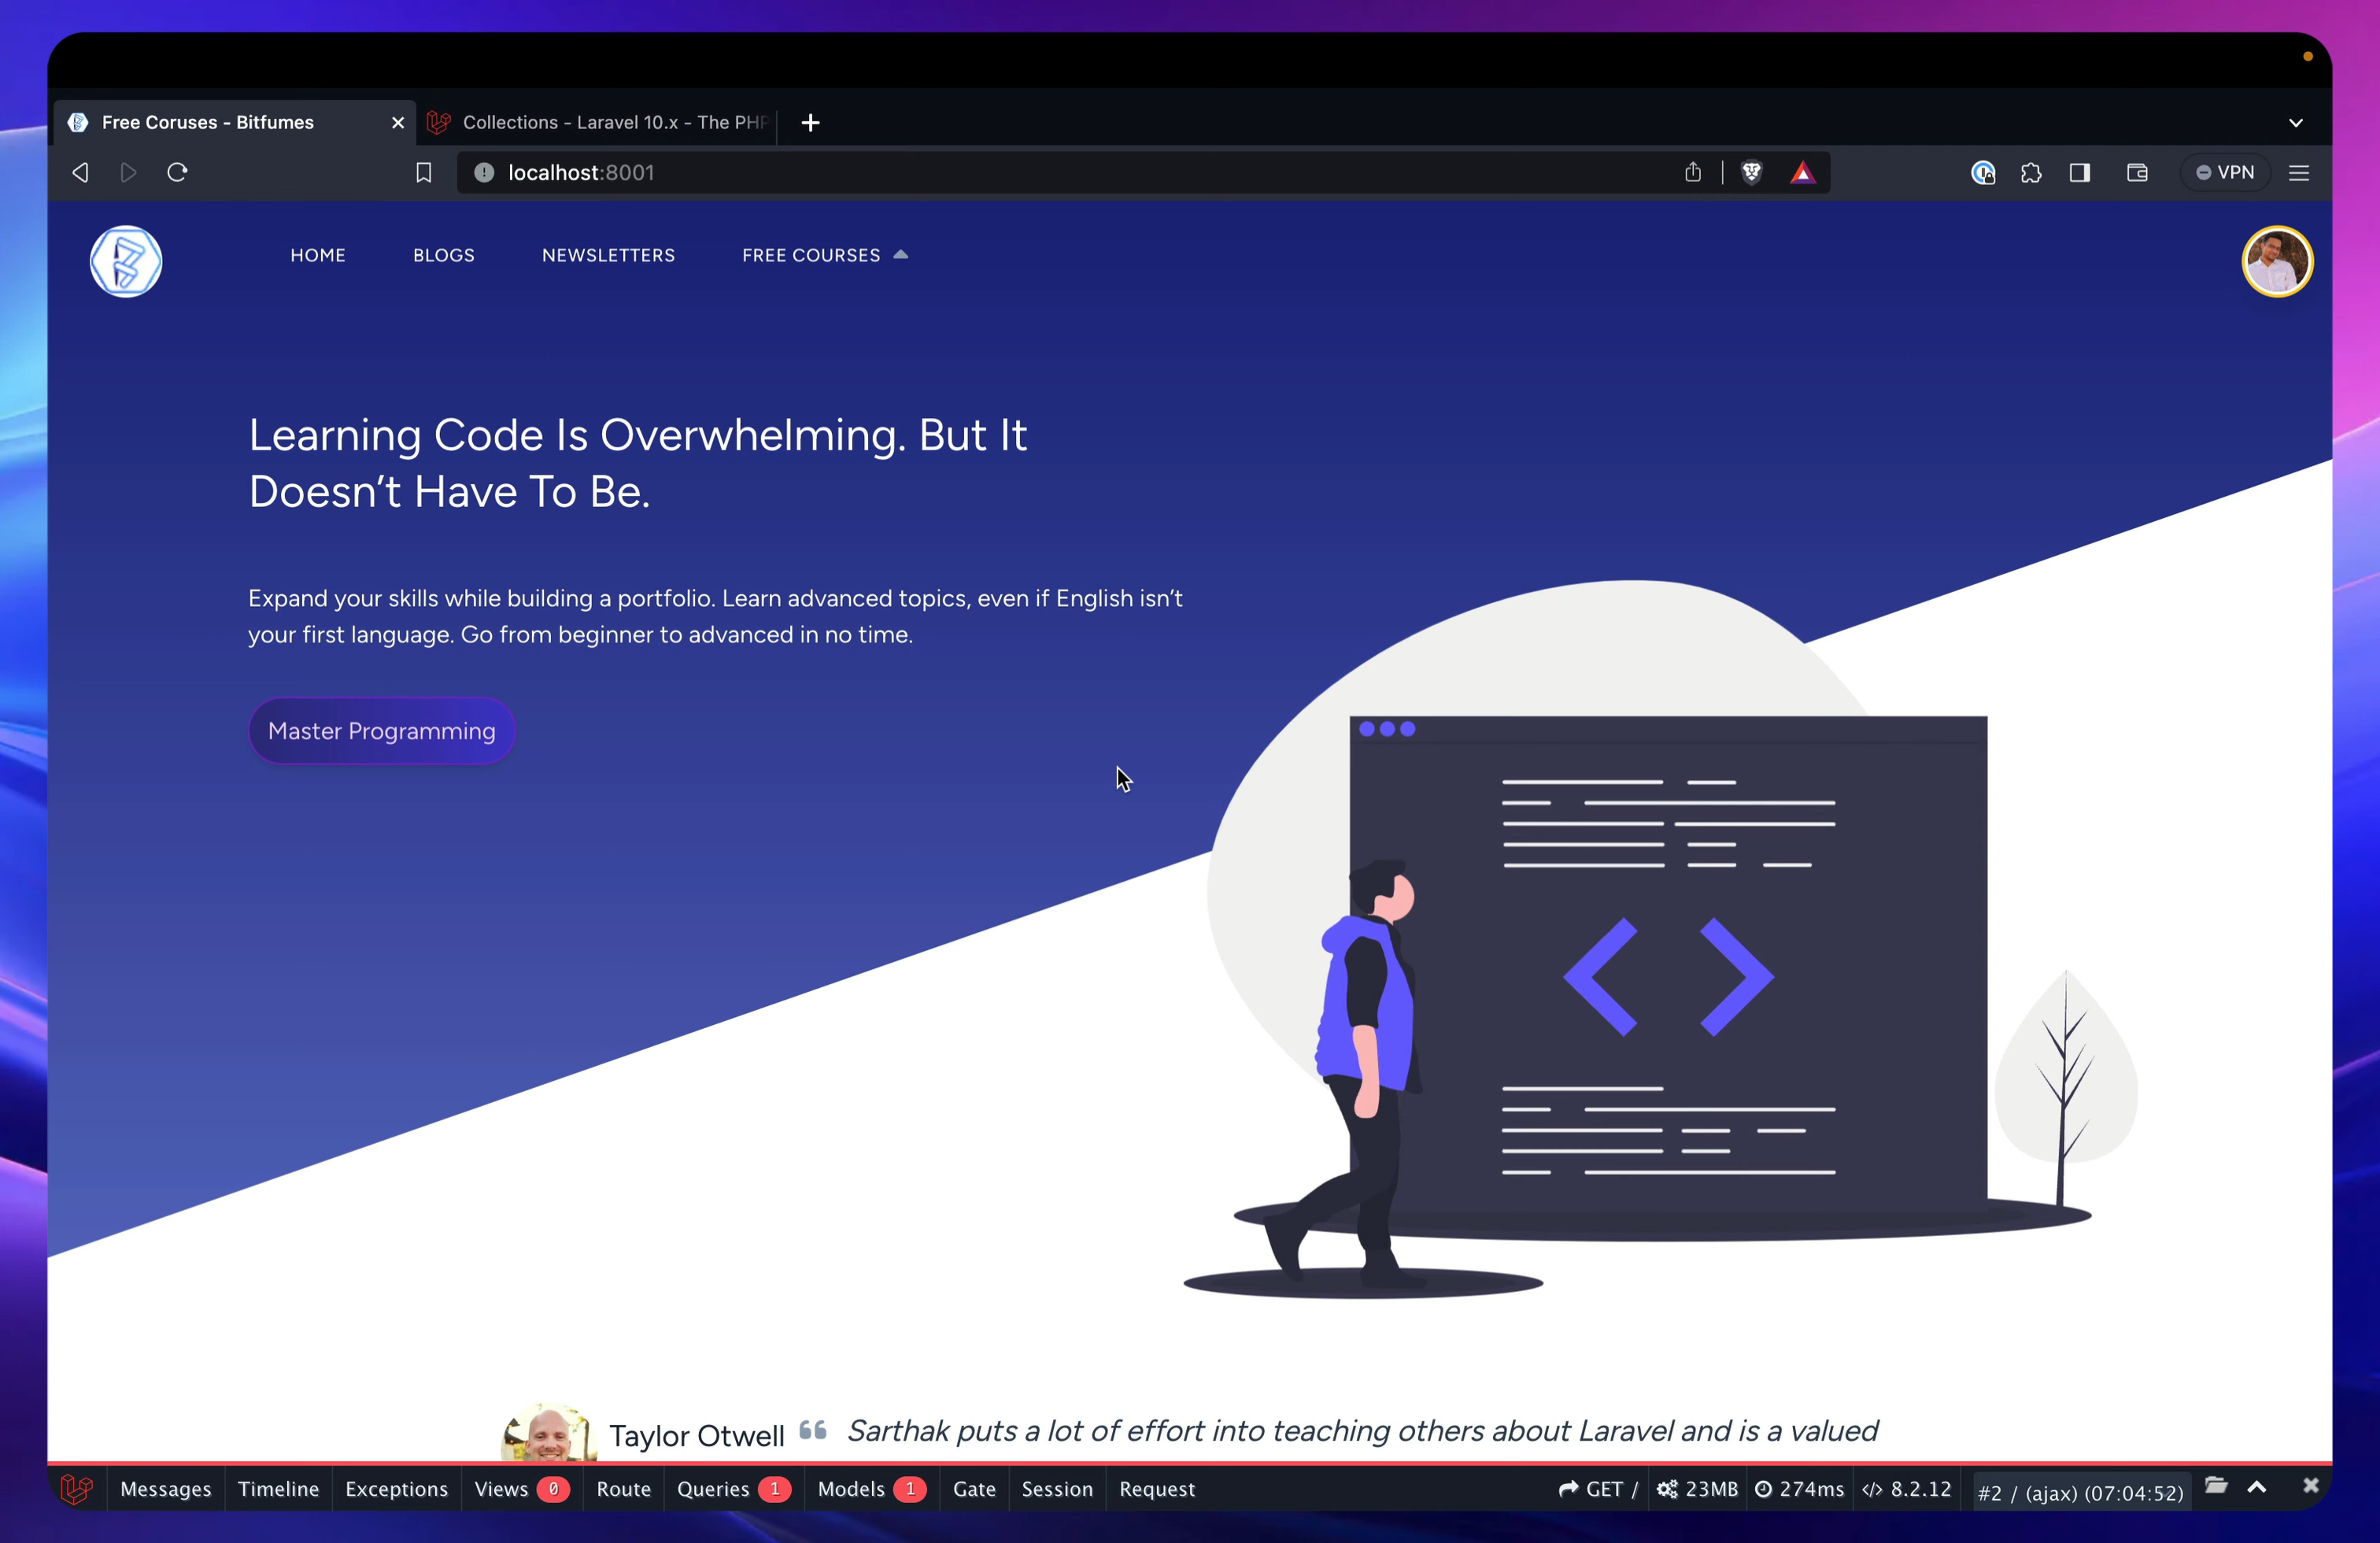 Free Coruses - Bitfumes
Collections - Laravel 10.x - The PHP
localhost:8001
VPN
HOME BLOGS NEWSLETTERS FREE COURSES
Learning Code Is Overwhelming. But It
Doesn’t Have To Be.
Expand your skills while building a portfolio. Learn advanced topics, even if English isn’t
your first language. Go from beginner to advanced in no time.
Master Programming
Taylor Otwell “ Sarthak puts a lot of effort into teaching others about Laravel and is a valued
Messages Timeline Exceptions Views 0 Route Queries 1 Models 1 Gate Session Request GET / 23MB 274ms </> 8.2.12 #2 / (ajax) (07:04:52)